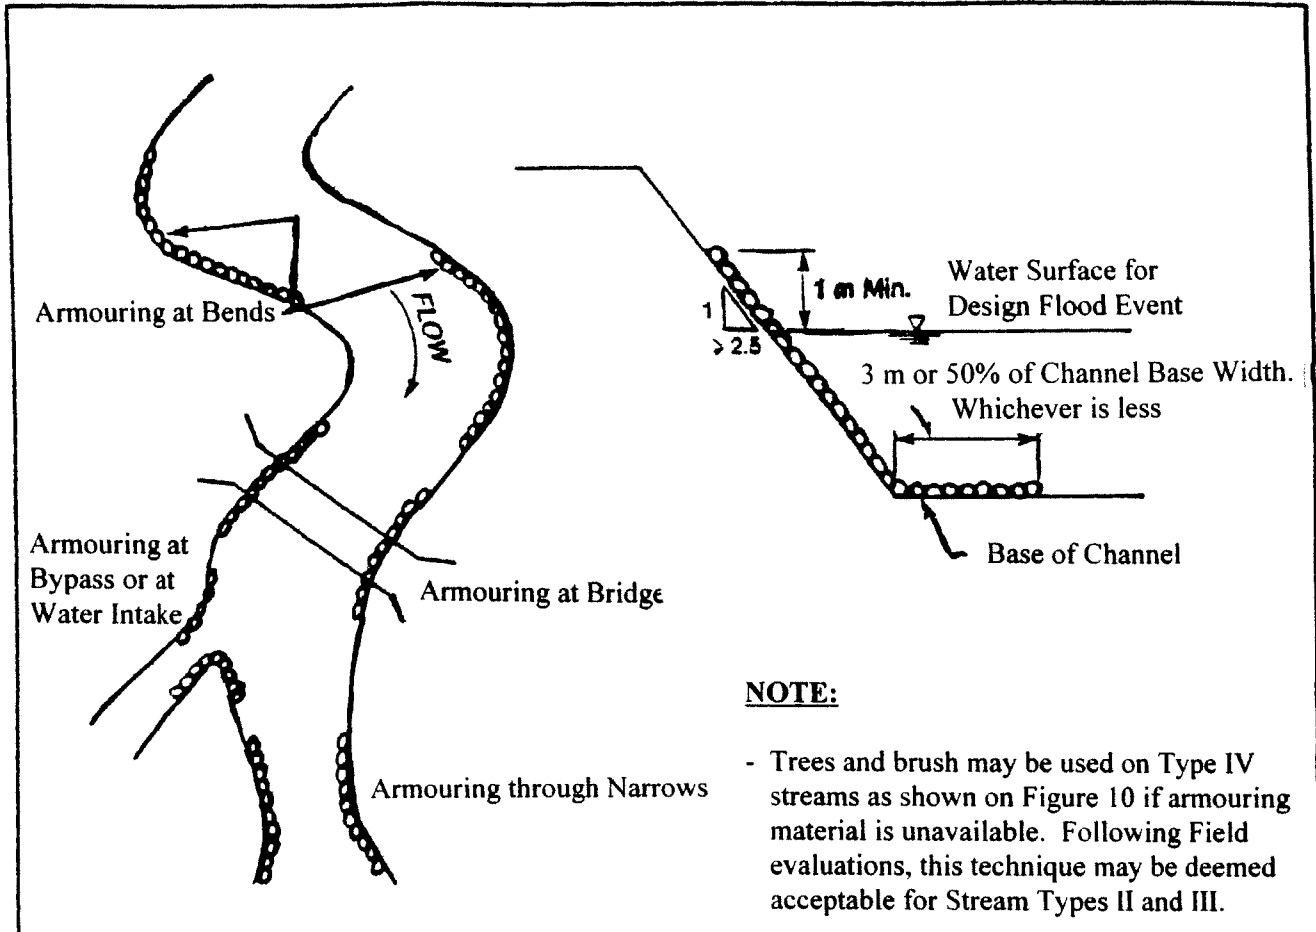 Armouring at Bends
FLOW
Armouring at
Bypass or at
Water Intake
Armouring at Bridge
Armouring through Narrows
1 m Min.
Water Surface for
Design Flood Event
1
> 2.5
3 m or 50% of Channel Base Width.
Whichever is less
Base of Channel
NOTE:
- Trees and brush may be used on Type IV
streams as shown on Figure 10 if armouring
material is unavailable. Following Field
evaluations, this technique may be deemed
acceptable for Stream Types II and III.